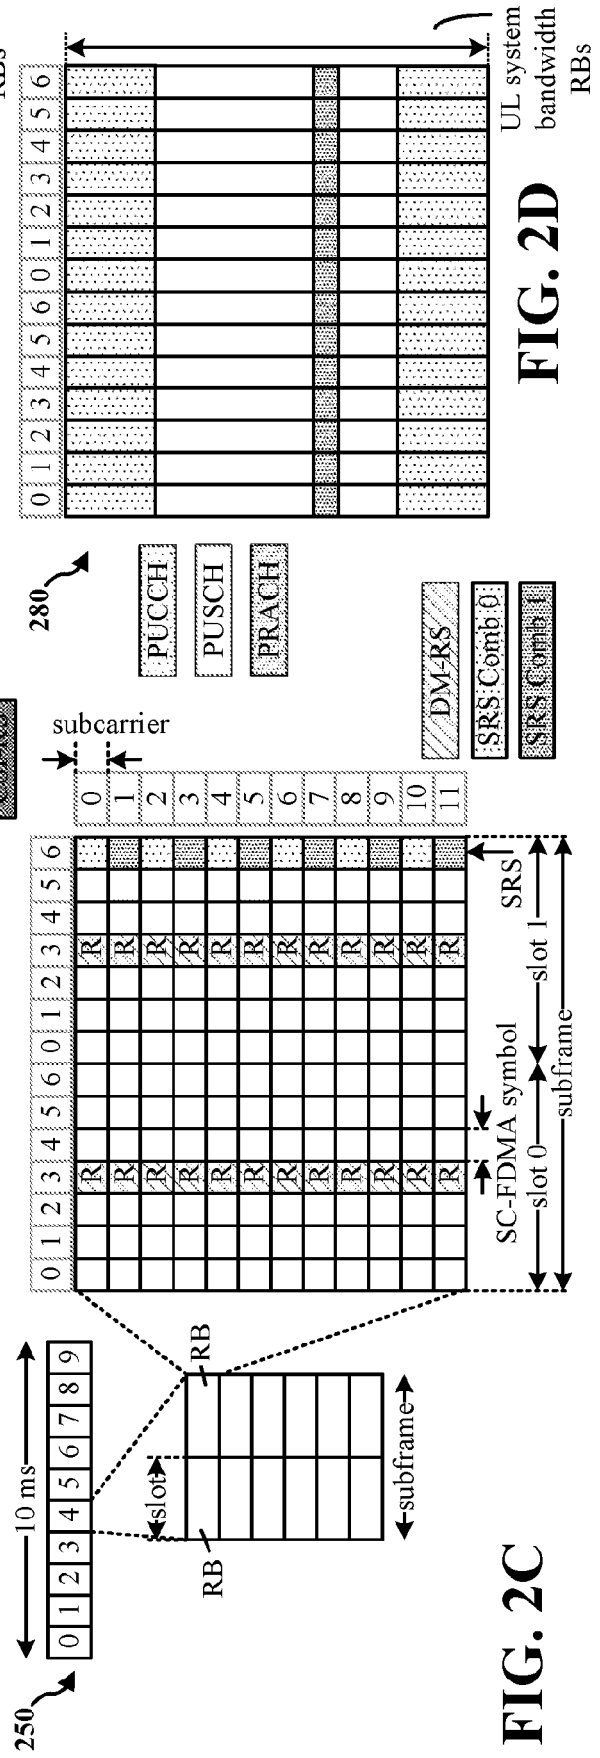 250
10 ms
0 1 2 3 4 5 6 7 8 9
slot
RB
RB
subframe
0 1 2 3 4 5 6 0 1 2 3 4 5 6
subcarrier
0
1
2
3
4
5
6
7
8
9
10
11
R R
R R
R R
R R
R R
R R
R R
R R
R R
R R
R R
R R
SRS
SC-FDMA symbol
slot 0
slot 1
subframe
DM-RS
SRS Comb 0
SRS Comb 1
FIG. 2C
280
PUCCH
PUSCH
PRACH
0 1 2 3 4 5 6 0 1 2 3 4 5 6
UL system
bandwidth
RBs
FIG. 2D
RBs